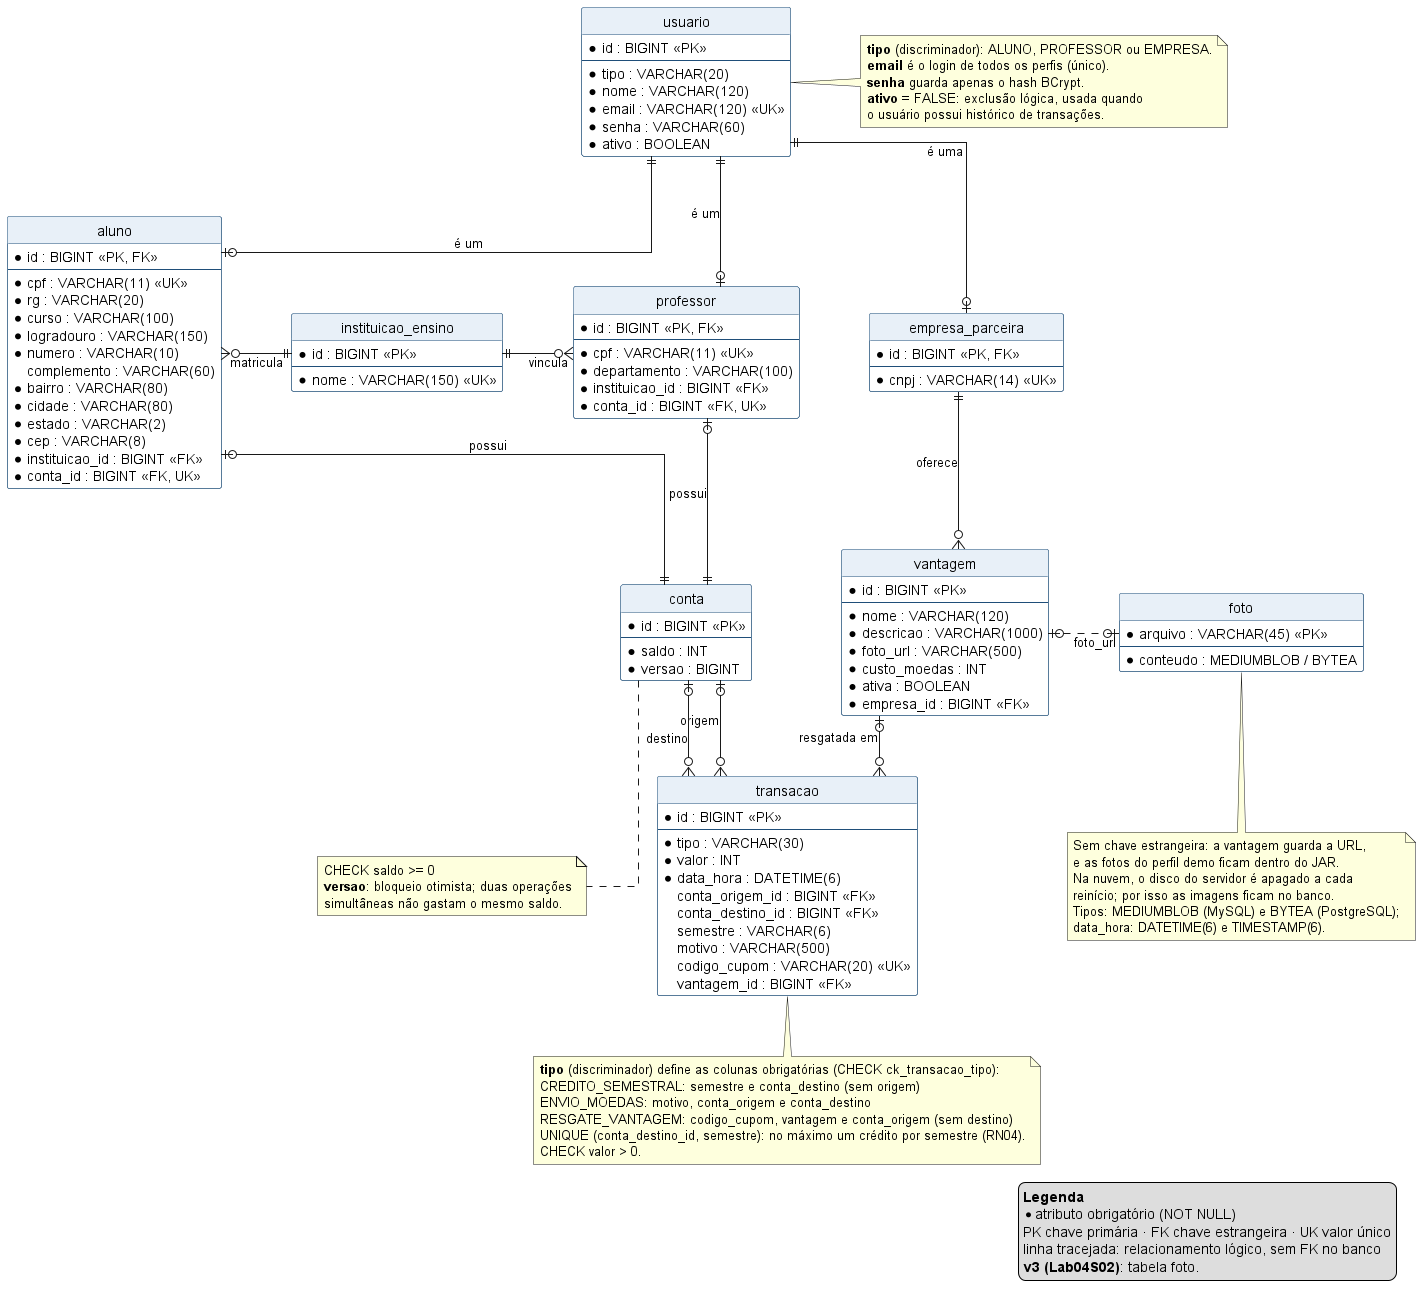 usuario
id : BIGINT «PK»
tipo : VARCHAR(20)
nome : VARCHAR(120)
email : VARCHAR(120) «UK»
senha : VARCHAR(60)
ativo : BOOLEAN
tipo (discriminador): ALUNO, PROFESSOR ou EMPRESA.
email é o login de todos os perfis (único).
senha guarda apenas o hash BCrypt.
ativo = FALSE: exclusão lógica, usada quando
o usuário possui histórico de transações.
é uma
é um
é um
aluno
id : BIGINT «PK, FK»
cpf : VARCHAR(11) «UK»
rg : VARCHAR(20)
curso : VARCHAR(100)
logradouro : VARCHAR(150)
numero : VARCHAR(10)
complemento : VARCHAR(60)
bairro : VARCHAR(80)
cidade : VARCHAR(80)
estado : VARCHAR(2)
cep : VARCHAR(8)
instituicao_id : BIGINT «FK»
conta_id : BIGINT «FK, UK»
matricula
instituicao_ensino
id : BIGINT «PK»
nome : VARCHAR(150) «UK»
vincula
professor
id : BIGINT «PK, FK»
cpf : VARCHAR(11) «UK»
departamento : VARCHAR(100)
instituicao_id : BIGINT «FK»
conta_id : BIGINT «FK, UK»
empresa_parceira
id : BIGINT «PK, FK»
cnpj : VARCHAR(14) «UK»
possui
possui
oferece
conta
id : BIGINT «PK»
saldo : INT
versao : BIGINT
vantagem
id : BIGINT «PK»
nome : VARCHAR(120)
descricao : VARCHAR(1000)
foto_url : VARCHAR(500)
custo_moedas : INT
ativa : BOOLEAN
empresa_id : BIGINT «FK»
foto_url
foto
arquivo : VARCHAR(45) «PK»
conteudo : MEDIUMBLOB / BYTEA
origem
destino
resgatada em
transacao
id : BIGINT «PK»
tipo : VARCHAR(30)
valor : INT
data_hora : DATETIME(6)
conta_origem_id : BIGINT «FK»
conta_destino_id : BIGINT «FK»
semestre : VARCHAR(6)
motivo : VARCHAR(500)
codigo_cupom : VARCHAR(20) «UK»
vantagem_id : BIGINT «FK»
CHECK saldo >= 0
versao: bloqueio otimista; duas operações
simultâneas não gastam o mesmo saldo.
Sem chave estrangeira: a vantagem guarda a URL,
e as fotos do perfil demo ficam dentro do JAR.
Na nuvem, o disco do servidor é apagado a cada
reinício; por isso as imagens ficam no banco.
Tipos: MEDIUMBLOB (MySQL) e BYTEA (PostgreSQL);
data_hora: DATETIME(6) e TIMESTAMP(6).
tipo (discriminador) define as colunas obrigatórias (CHECK ck_transacao_tipo):
CREDITO_SEMESTRAL: semestre e conta_destino (sem origem)
ENVIO_MOEDAS: motivo, conta_origem e conta_destino
RESGATE_VANTAGEM: codigo_cupom, vantagem e conta_origem (sem destino)
UNIQUE (conta_destino_id, semestre): no máximo um crédito por semestre (RN04).
CHECK valor > 0.
Legenda
• atributo obrigatório (NOT NULL)
PK chave primária · FK chave estrangeira · UK valor único
linha tracejada: relacionamento lógico, sem FK no banco
v3 (Lab04S02): tabela foto.